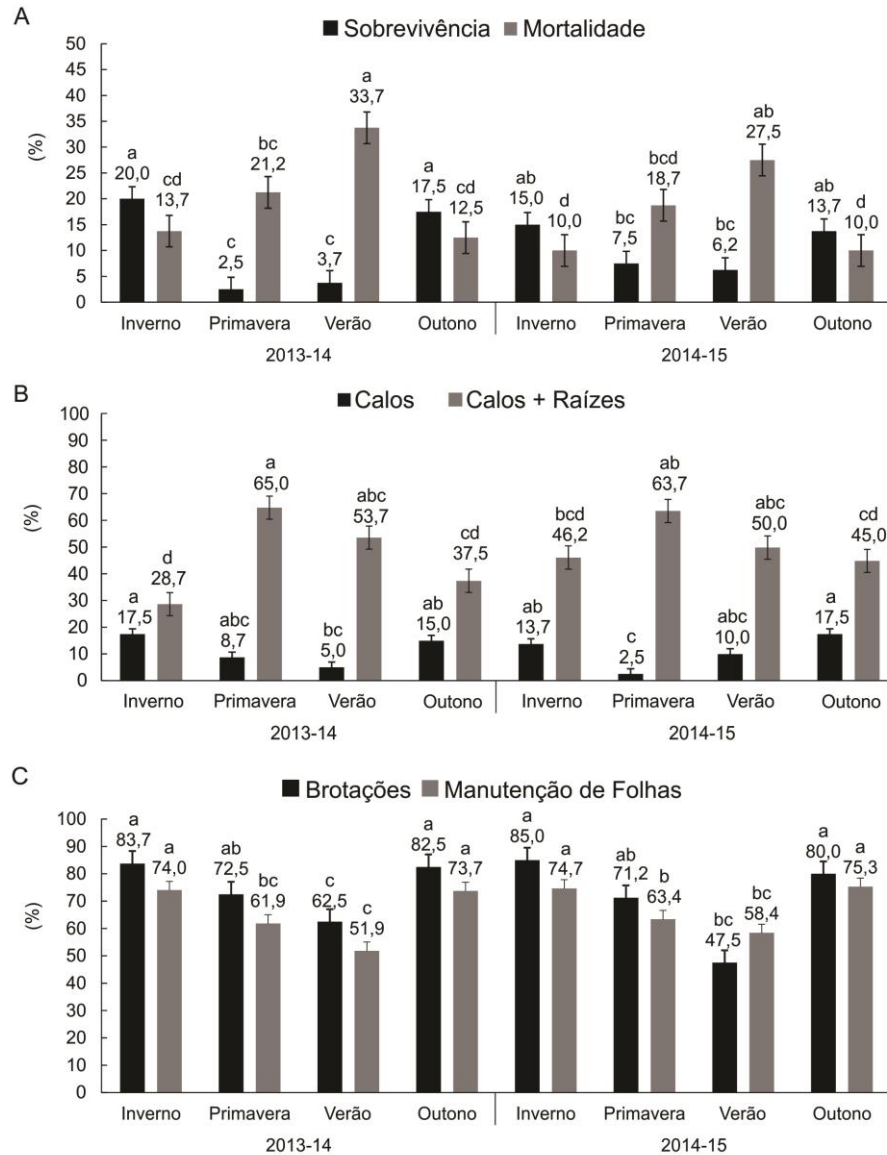 A
Sobrevivência Mortalidade
50
45
40
35
30
25
20
15
10
5
0
(%)
a
20,0
cd
13,7
c
2,5
bc
21,2
c
3,7
a
33,7
a
17,5
cd
12,5
ab
15,0
d
10,0
bc
7,5
bcd
18,7
bc
6,2
ab
27,5
ab
13,7
d
10,0
Inverno Primavera Verão Outono Inverno Primavera Verão Outono
2013-14 2014-15
B
Calos Calos + Raízes
100
90
80
70
60
50
40
30
20
10
0
(%)
a
17,5
d
28,7
abc
8,7
a
65,0
bc
5,0
abc
53,7
ab
15,0
cd
37,5
ab
13,7
bcd
46,2
c
2,5
ab
63,7
abc
10,0
abc
50,0
a
17,5
cd
45,0
Inverno Primavera Verão Outono Inverno Primavera Verão Outono
2013-14 2014-15
C
Brotações Manutenção de Folhas
100
90
80
70
60
50
40
30
20
10
0
(%)
a
83,7
a
74,0
ab
72,5
bc
61,9
c
62,5
c
51,9
a
82,5
a
73,7
a
85,0
a
74,7
ab
71,2
b
63,4
bc
47,5
bc
58,4
a
80,0
a
75,3
Inverno Primavera Verão Outono Inverno Primavera Verão Outono
2013-14 2014-15